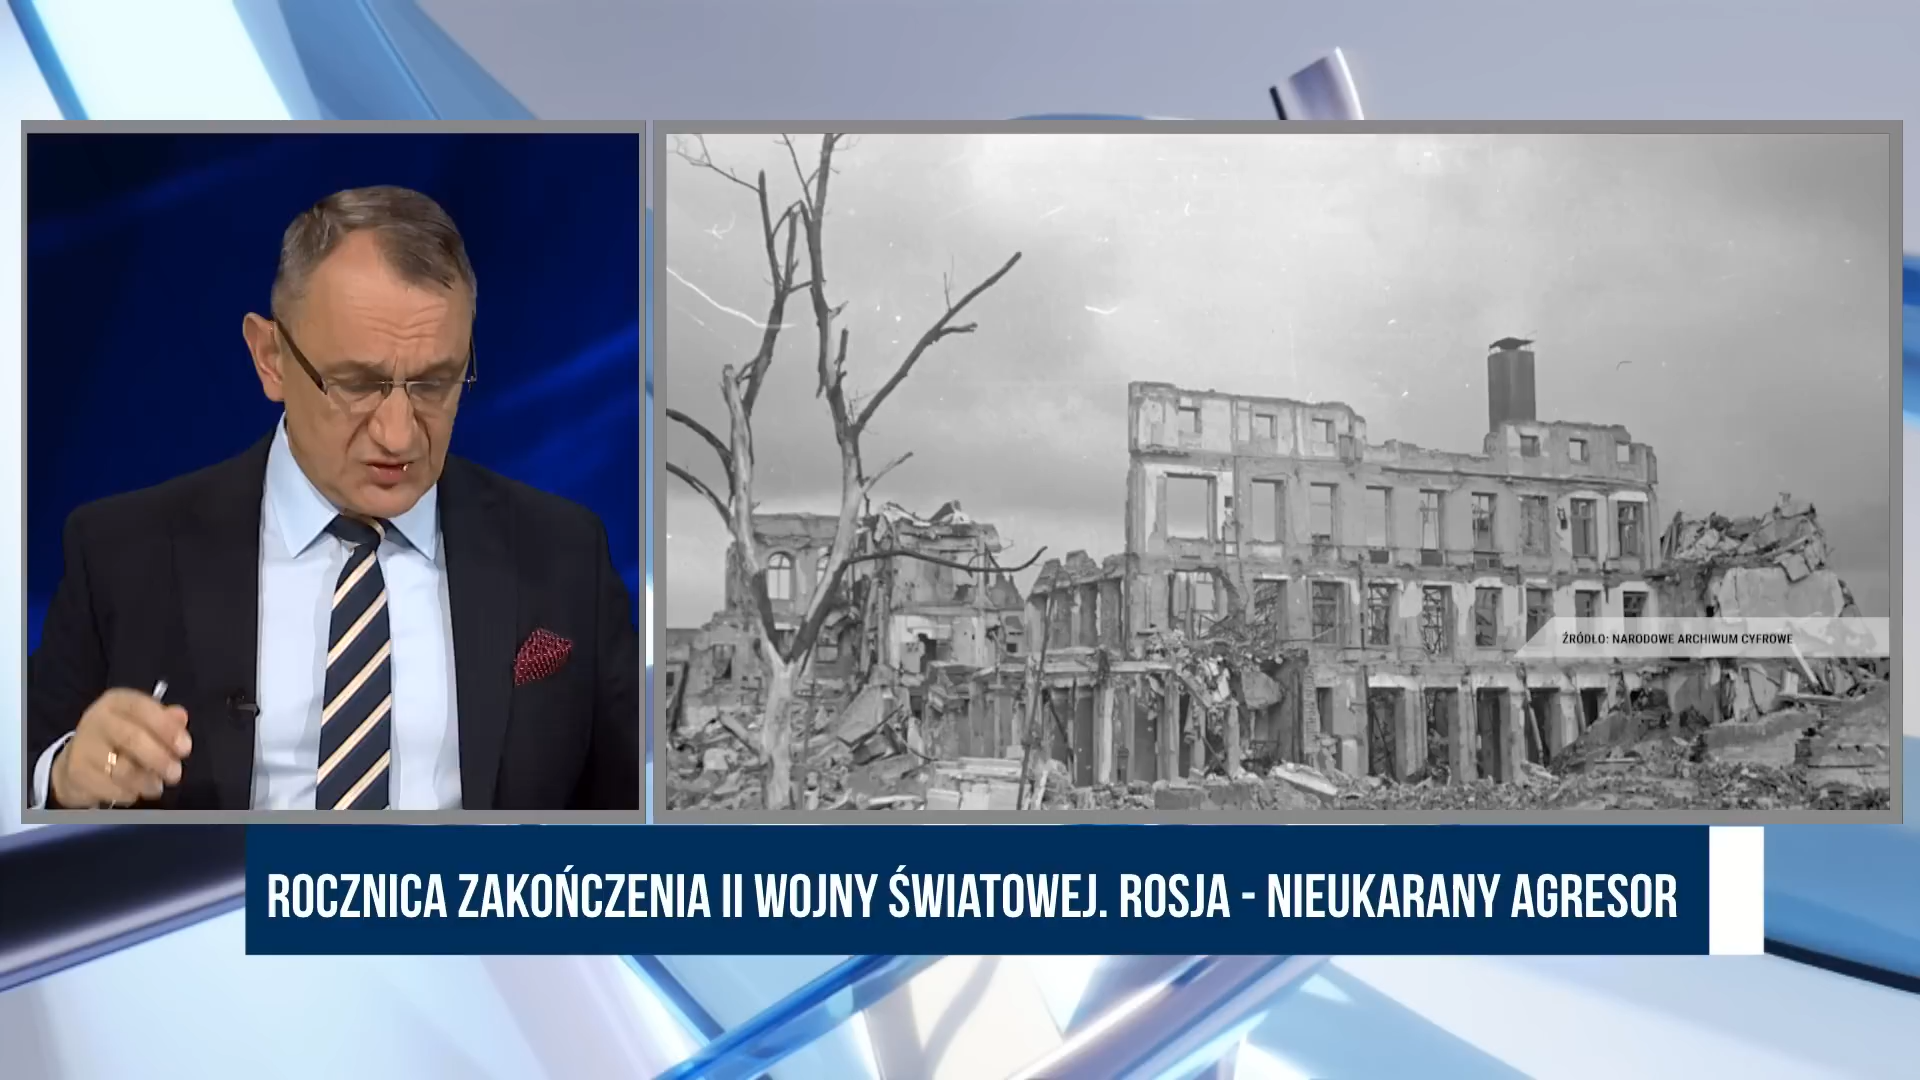 ŹRÓDŁO: NARODOWE ARCHIWUM CYFROWE
ROCZNICA ZAKOŃCZENIA II WOJNY ŚWIATOWEJ. ROSJA - NIEUKARANY AGRESOR